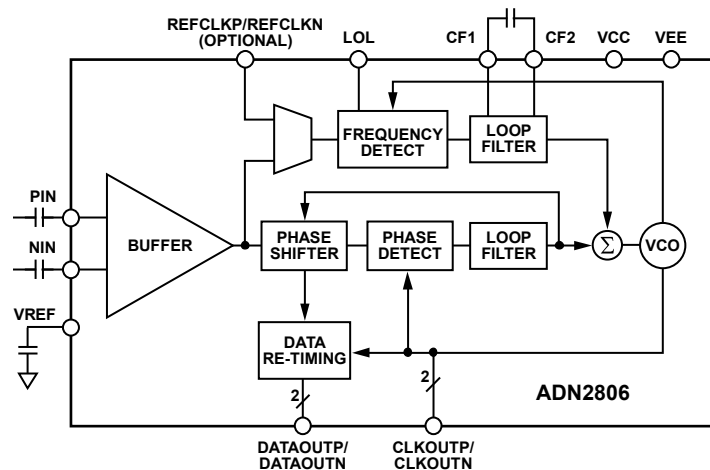 REFCLKP/REFCLKN
(OPTIONAL)
LOL
CF1
CF2
VCC
VEE
FREQUENCY
DETECT
LOOP
FILTER
PIN
NIN
VREF
BUFFER
PHASE
SHIFTER
PHASE
DETECT
LOOP
FILTER
Σ
VCO
DATA
RE-TIMING
2
2
ADN2806
DATAOUTP/
DATAOUTN
CLKOUTP/
CLKOUTN